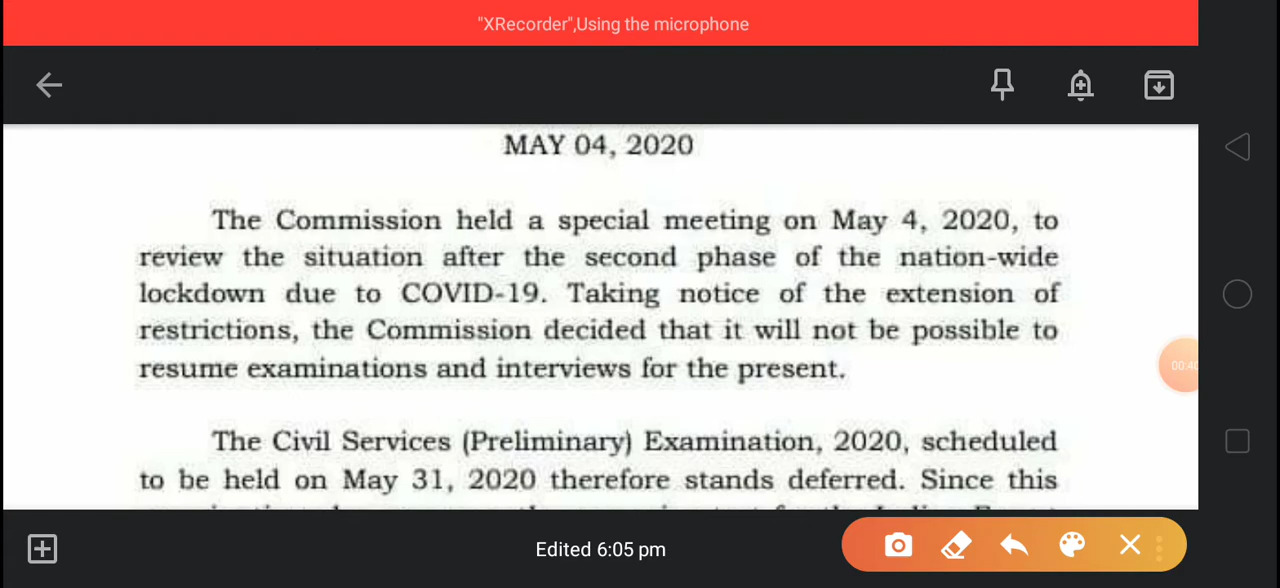 "XRecorder",Using the microphone
MAY 04, 2020
The Commission held a special meeting on May 4, 2020, to
review the situation after the second phase of the nation-wide
lockdown due to COVID-19. Taking notice of the extension of
restrictions, the Commission decided that it will not be possible to
resume examinations and interviews for the present.
00:40
The Civil Services (Preliminary) Examination, 2020, scheduled
to be held on May 31, 2020 therefore stands deferred. Since this
Edited 6:05 pm